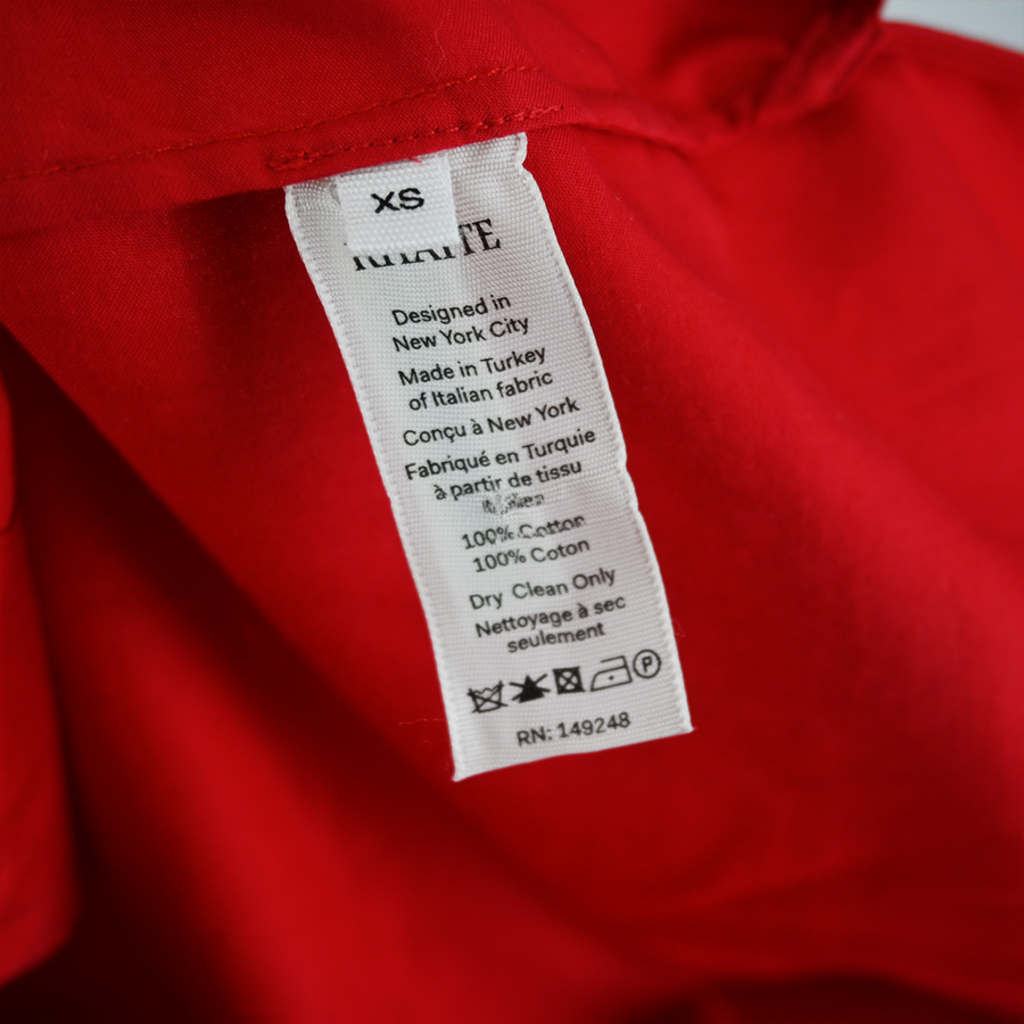 XS
KHAITE
Designed in
New York City
Made in Turkey
of Italian fabric
Conçu à New York
Fabriqué en Turquie
à partir de tissu
100% Cotton
100% Coton
Dry Clean Only
Nettoyage à sec
seulement
P
RN: 149248